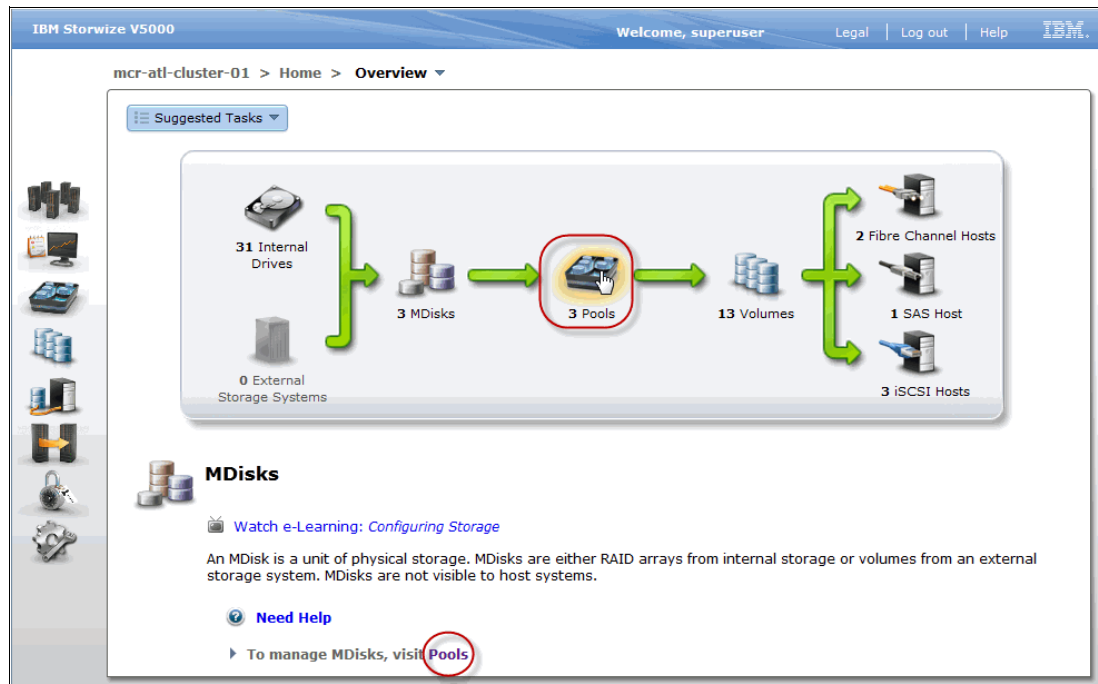 IBM Storwize V5000
Welcome, superuser
Legal | Log out | Help
IBM.
mcr-atl-cluster-01 > Home > Overview
Suggested Tasks
31 Internal
Drives
0 External
Storage Systems
3 MDisks
3 Pools
13 Volumes
2 Fibre Channel Hosts
1 SAS Host
3 iSCSI Hosts
MDisks
Watch e-Learning: Configuring Storage
An MDisk is a unit of physical storage. MDisks are either RAID arrays from internal storage or volumes from an external
storage system. MDisks are not visible to host systems.
Need Help
To manage MDisks, visit Pools